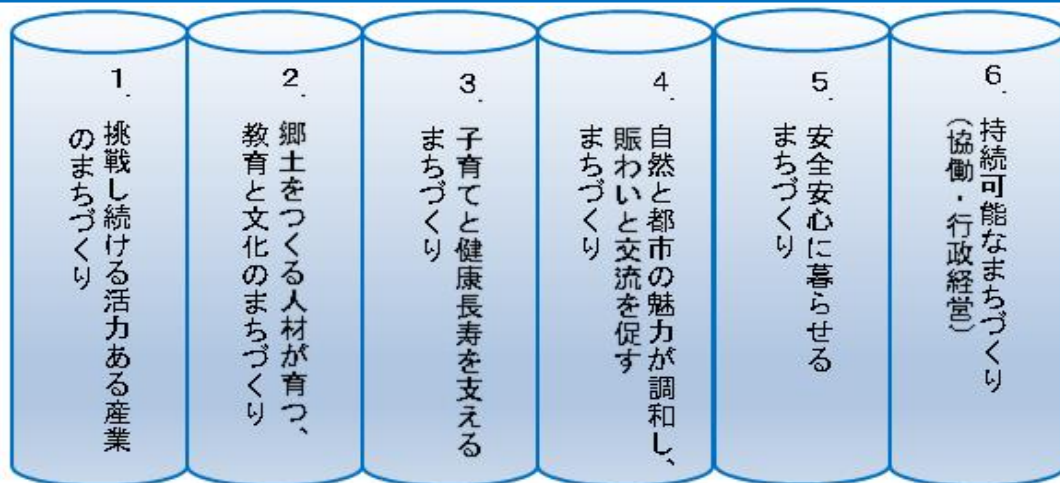 1．
挑戦し続ける活力ある産業
のまちづくり
2．
郷土をつくる人材が育つ、
教育と文化のまちづくり
3．
子育てと健康長寿を支える
まちづくり
4．
自然と都市の魅力が調和し、
賑わいと交流を促す
まちづくり
5．
安全安心に暮らせる
まちづくり
6．
持続可能なまちづくり
（協働・行政経営）